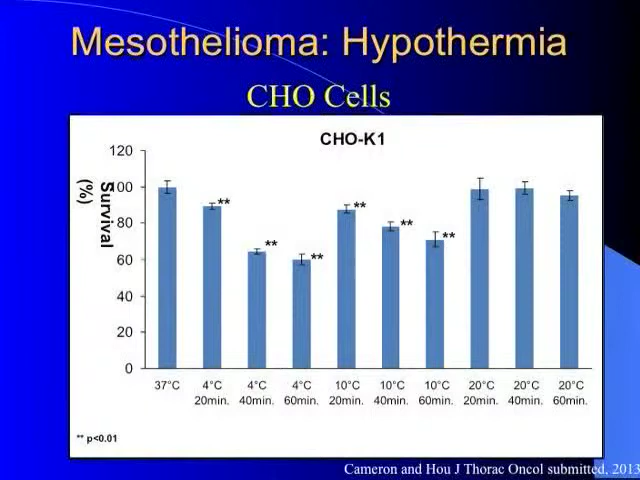 Mesothelioma: Hypothermia
CHO Cells
CHO-K1
Survival
(%)
120
100
80
60
40
20
0
** ** ** ** ** **
37°C 4°C 4°C 4°C 10°C 10°C 10°C 20°C 20°C 20°C
20min. 40min. 60min. 20min. 40min. 60min. 20min. 40min. 60min.
** p<0.01
Cameron and Hou J Thorac Oncol submitted, 2013